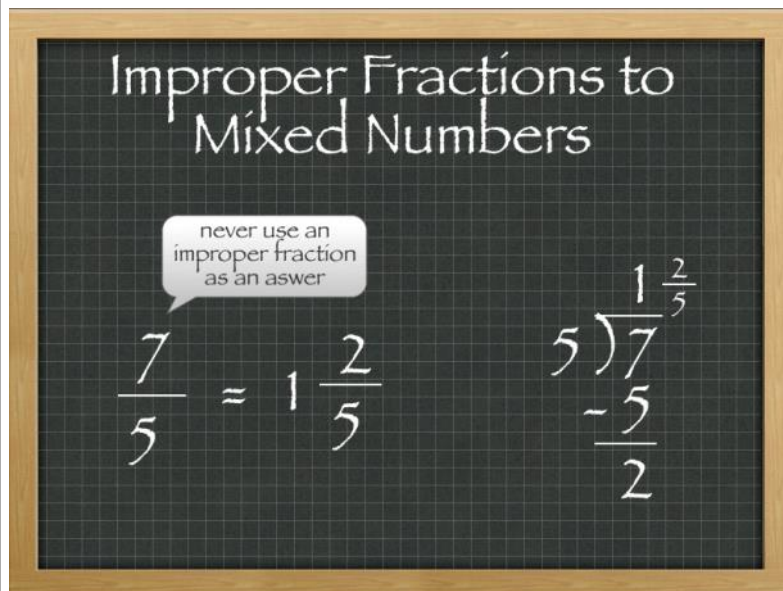 Improper Fractions to
Mixed Numbers
never use an
improper fraction
as an aswer
7/5 = 1 2/5
1 2/5
5)7
-5
2